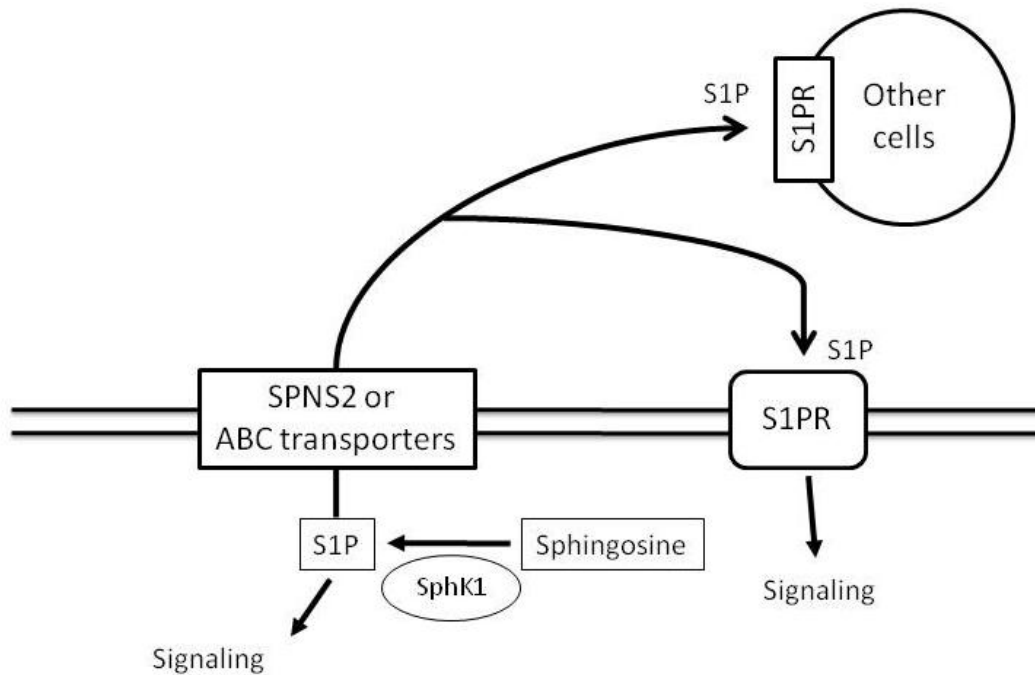 S1P
S1PR
Other
cells
S1P
SPNS2 or
ABC transporters
S1PR
S1P
Sphingosine
SphK1
Signaling
Signaling